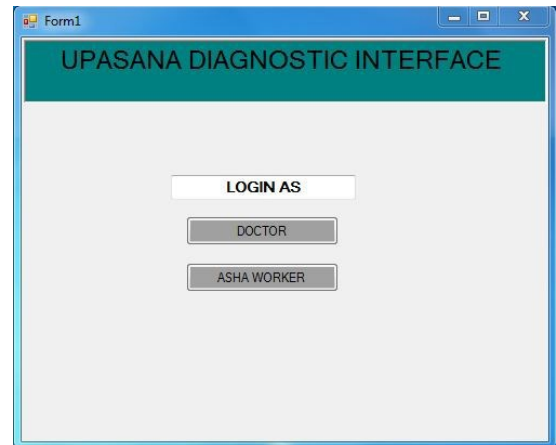 Form1
UPASANA DIAGNOSTIC INTERFACE
LOGIN AS
DOCTOR
ASHA WORKER